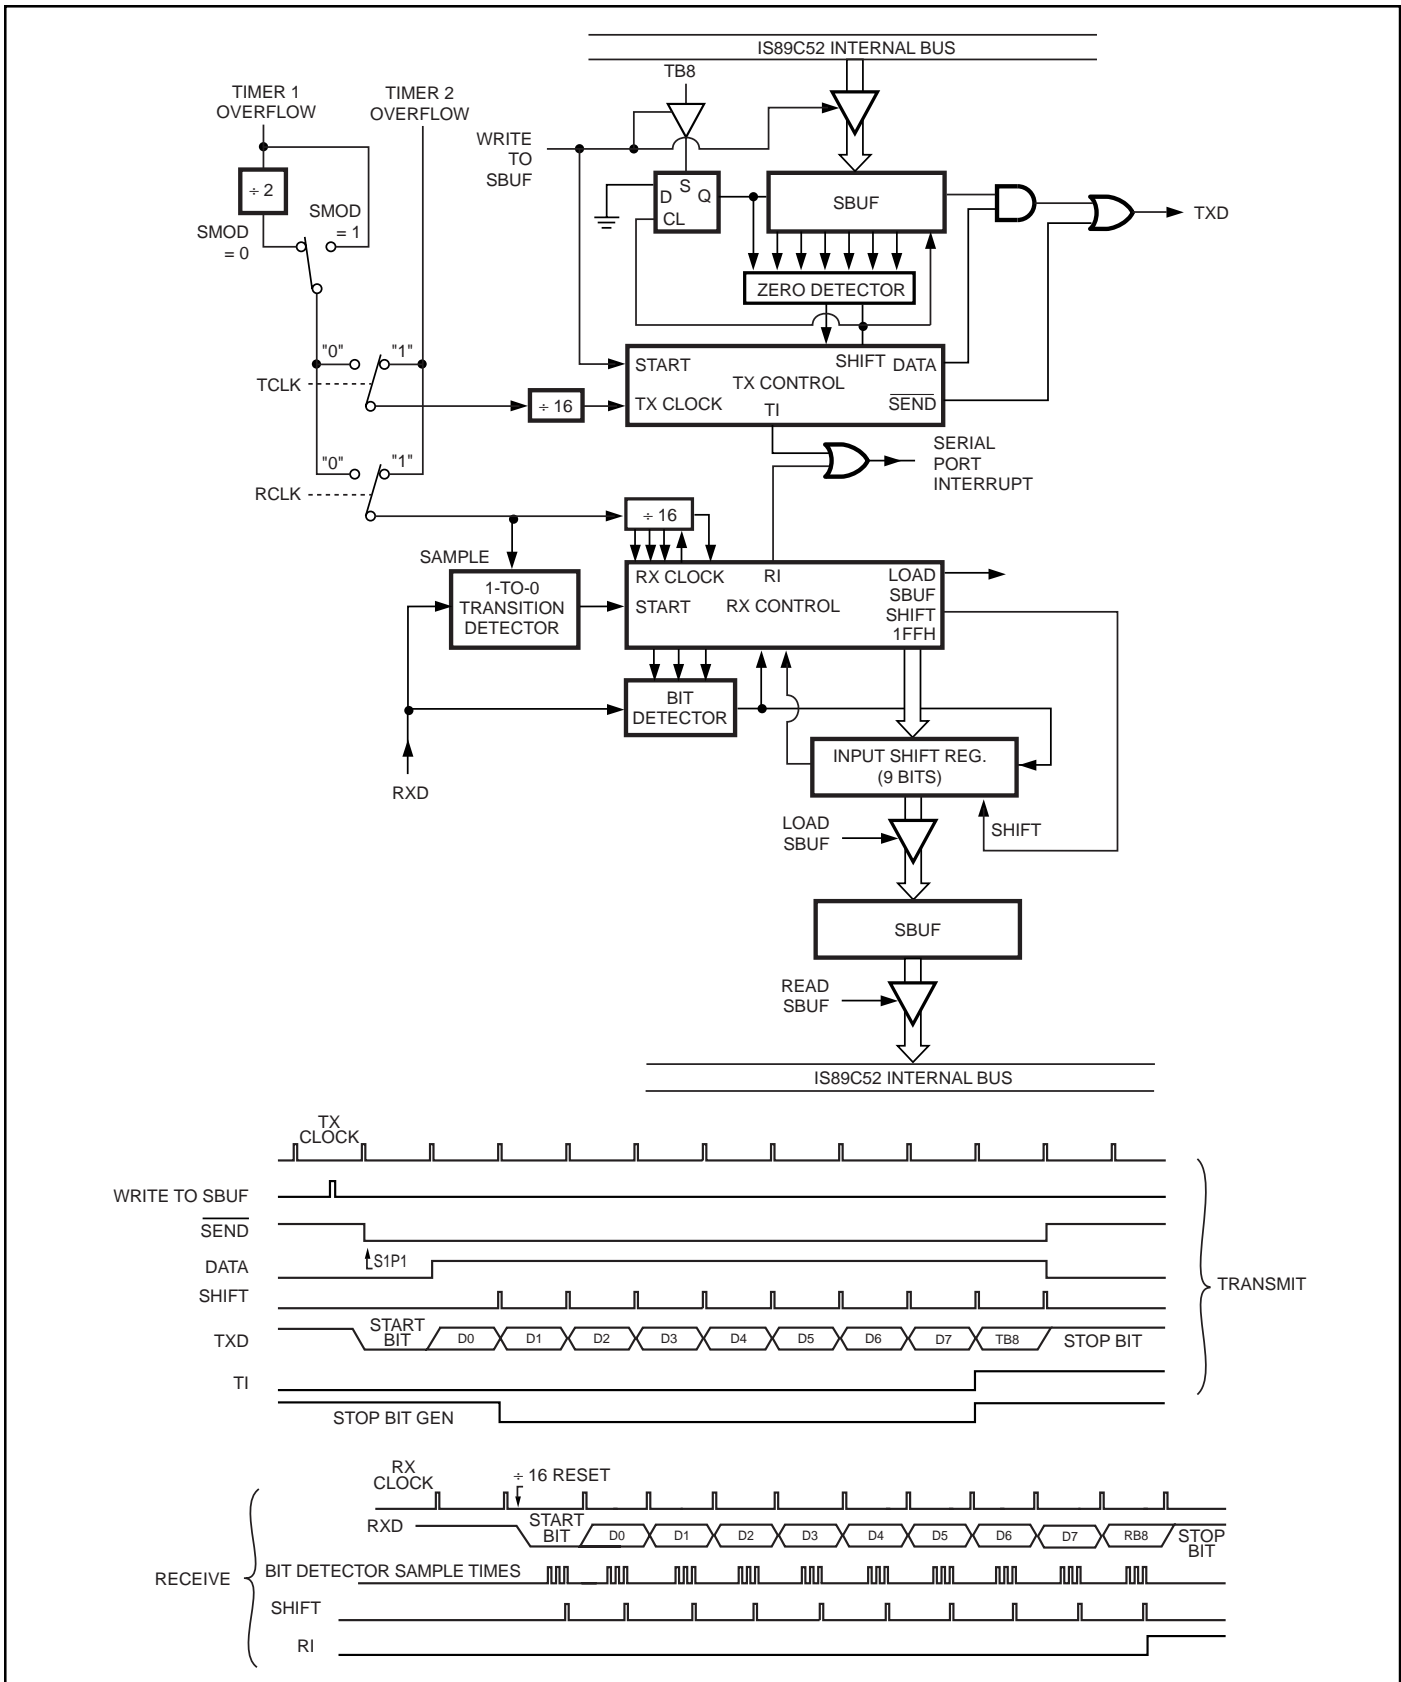 IS89C52 INTERNAL BUS
TB8
TIMER 1
OVERFLOW
TIMER 2
OVERFLOW
WRITE
TO
SBUF
÷ 2
SMOD
= 1
SMOD
= 0
D
S
Q
CL
SBUF
TXD
ZERO DETECTOR
"0"
"1"
TCLK
START
SHIFT
DATA
TX CONTROL
÷ 16
TX CLOCK
TI
SEND
SERIAL
PORT
INTERRUPT
"0"
"1"
RCLK
÷ 16
SAMPLE
1-TO-0
TRANSITION
DETECTOR
RX CLOCK
RI
START
RX CONTROL
LOAD
SBUF
SHIFT
1FFH
BIT
DETECTOR
RXD
INPUT SHIFT REG.
(9 BITS)
LOAD
SBUF
SHIFT
SBUF
READ
SBUF
IS89C52 INTERNAL BUS
TX
CLOCK
WRITE TO SBUF
SEND
S1P1
DATA
SHIFT
TXD
START
BIT
D0
D1
D2
D3
D4
D5
D6
D7
TB8
STOP BIT
TI
STOP BIT GEN
TRANSMIT
RX
CLOCK
÷ 16 RESET
RXD
START
BIT
D0
D1
D2
D3
D4
D5
D6
D7
RB8
STOP
BIT
BIT DETECTOR SAMPLE TIMES
SHIFT
RI
RECEIVE